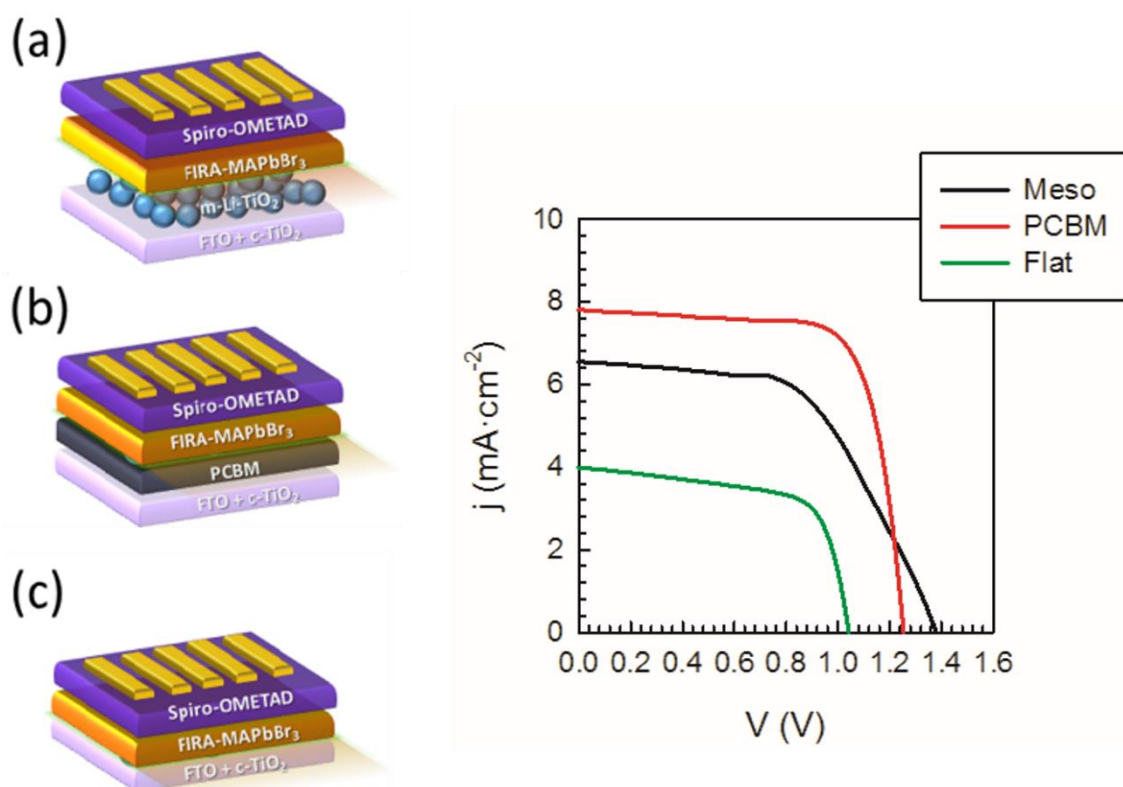 (a)
Spiro-OMETAD
FIRA-MAPbBr₃
m-Li-TiO₂
FTO + c-TiO₂
(b)
Spiro-OMETAD
FIRA-MAPbBr₃
PCBM
FTO + c-TiO₂
(c)
Spiro-OMETAD
FIRA-MAPbBr₃
FTO + c-TiO₂
Meso
PCBM
Flat
10
8
6
4
2
0
j (mA·cm⁻²)
0.0 0.2 0.4 0.6 0.8 1.0 1.2 1.4 1.6
V (V)